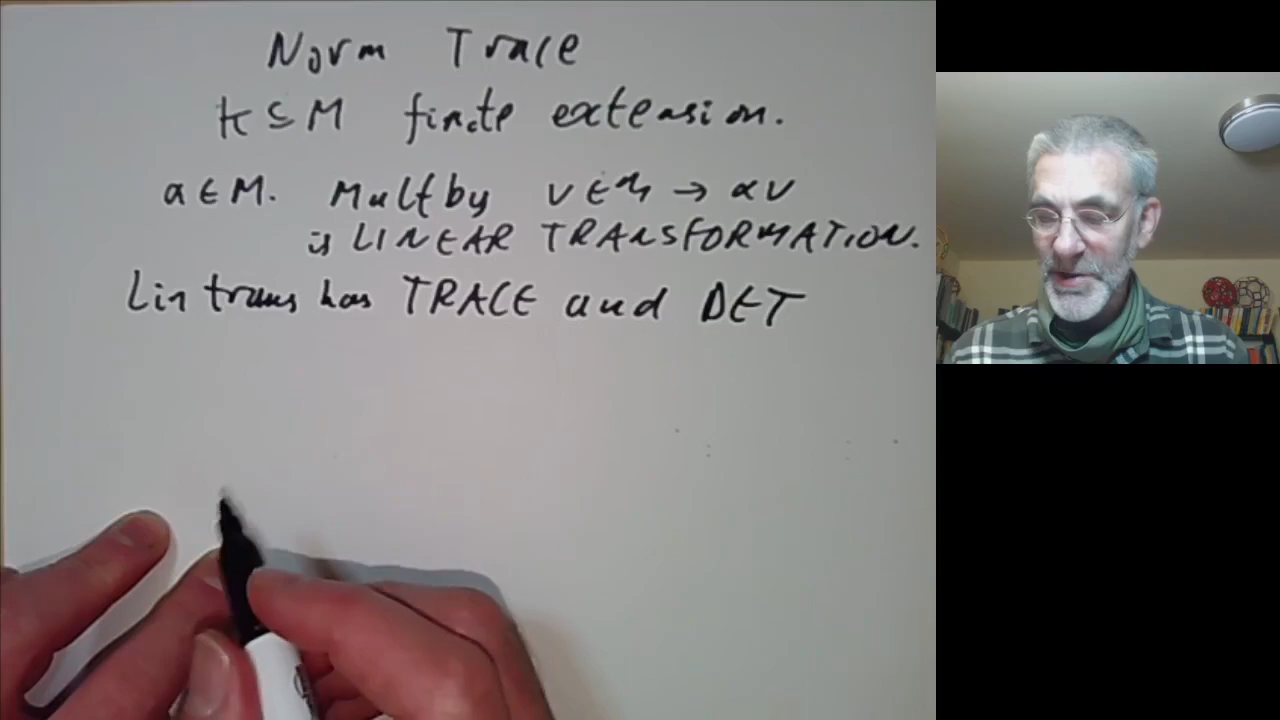 Norm Trace
K ⊆ M finite extension.
α ∈ M. Mult by v ∈ M → αv
is LINEAR TRANSFORMATION.
Lin trans has TRACE and DET